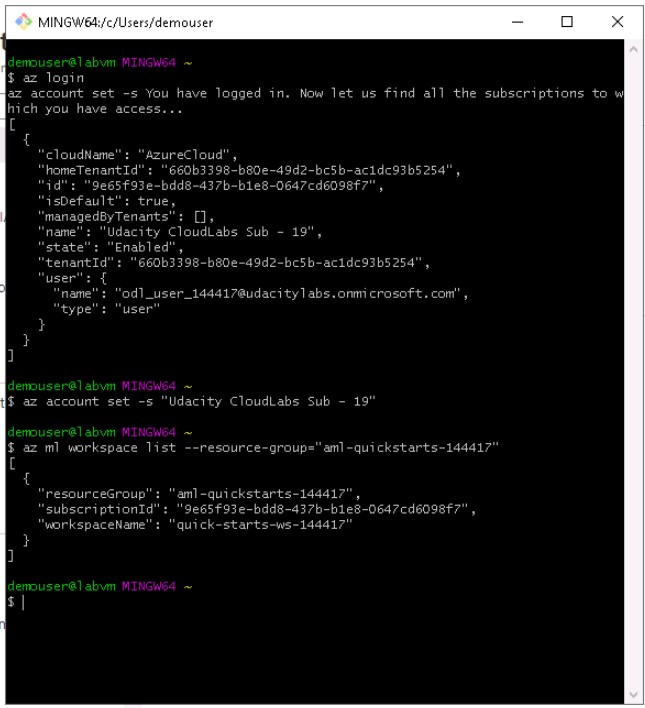 MINGW64:/c/Users/demouser
demouser@labvm MINGW64 ~
$ az login
az account set -s You have logged in. Now let us find all the subscriptions to w
hich you have access...
[
  {
    "cloudName": "AzureCloud",
    "homeTenantId": "660b3398-b80e-49d2-bc5b-ac1dc93b5254",
    "id": "9e65f93e-bdd8-437b-b1e8-0647cd6098f7",
    "isDefault": true,
    "managedByTenants": [],
    "name": "Udacity CloudLabs Sub - 19",
    "state": "Enabled",
    "tenantId": "660b3398-b80e-49d2-bc5b-ac1dc93b5254",
    "user": {
      "name": "odl_user_144417@udacitylabs.onmicrosoft.com",
      "type": "user"
    }
  }
]
demouser@labvm MINGW64 ~
$ az account set -s "Udacity CloudLabs Sub - 19"
demouser@labvm MINGW64 ~
$ az ml workspace list --resource-group="aml-quickstarts-144417"
[
  {
    "resourceGroup": "aml-quickstarts-144417",
    "subscriptionId": "9e65f93e-bdd8-437b-b1e8-0647cd6098f7",
    "workspaceName": "quick-starts-ws-144417"
  }
]
demouser@labvm MINGW64 ~
$